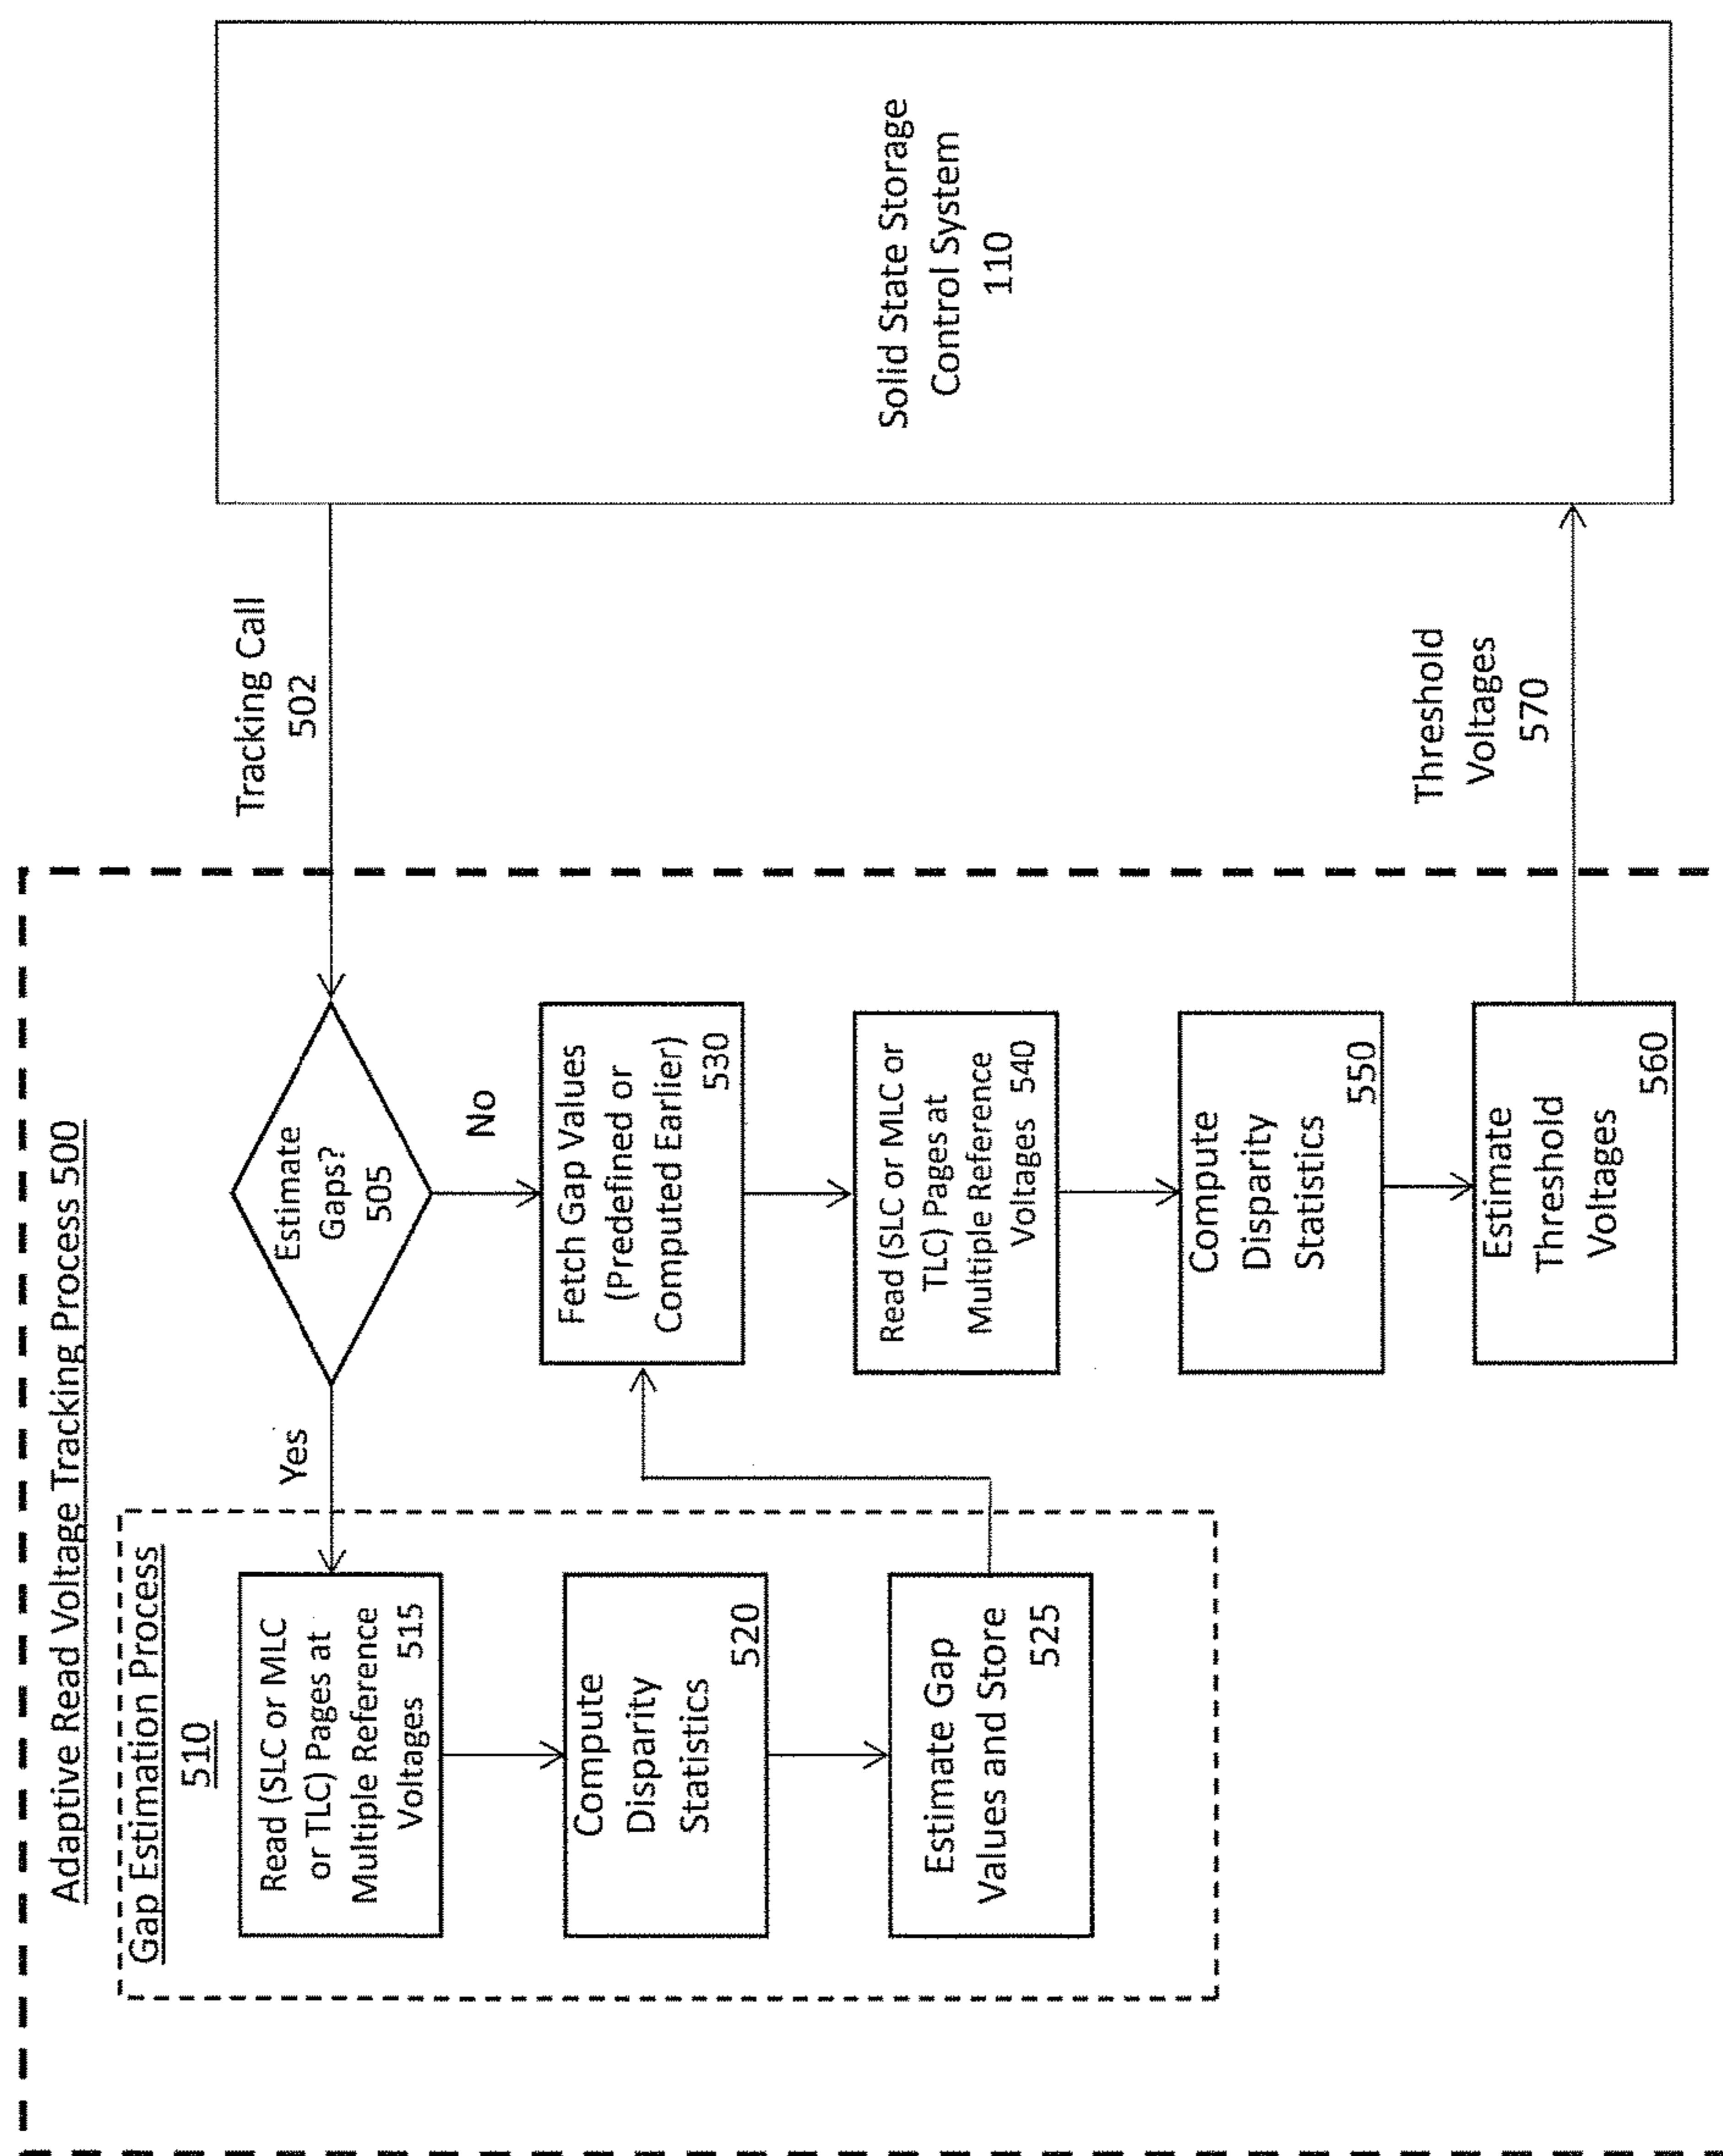 Adaptive Read Voltage Tracking Process 500
Gap Estimation Process
510
Read (SLC or MLC
or TLC) Pages at
Multiple Reference
Voltages 515
Compute
Disparity
Statistics
520
Estimate Gap
Values and Store
525
Yes
Estimate
Gaps?
505
No
Fetch Gap Values
(Predefined or
Computed Earlier)
530
Read (SLC or MLC or
TLC) Pages at
Multiple Reference
Voltages 540
Compute
Disparity
Statistics
550
Estimate
Threshold
Voltages
560
Tracking Call
502
Threshold
Voltages
570
Solid State Storage
Control System
110